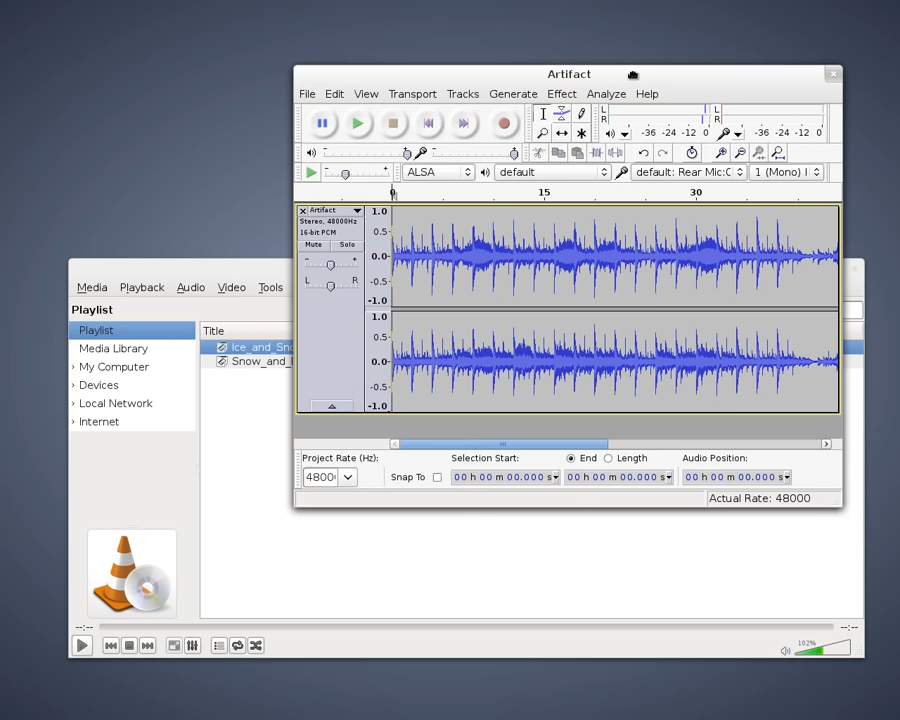 Artifact
File Edit View Transport Tracks Generate Effect Analyze Help
L R L R
-36 -24 -12 0 -36 -24 -12 0
ALSA default default: Rear Mic:0 1 (Mono)
0 15 30
Artifact
Stereo, 48000Hz
16-bit PCM
Mute Solo
- +
L R
1.0
0.5
0.0
-0.5
-1.0
1.0
0.5
0.0
-0.5
-1.0
Project Rate (Hz): Selection Start: End Length Audio Position:
48000 Snap To 00 h 00 m 00.000 s 00 h 00 m 00.000 s 00 h 00 m 00.000 s
Actual Rate: 48000
Media Playback Audio Video Tools
Playlist
Playlist
Media Library
My Computer
Devices
Local Network
Internet
Title
Ice_and_Sno
Snow_and_I
--:-- --:--
102%